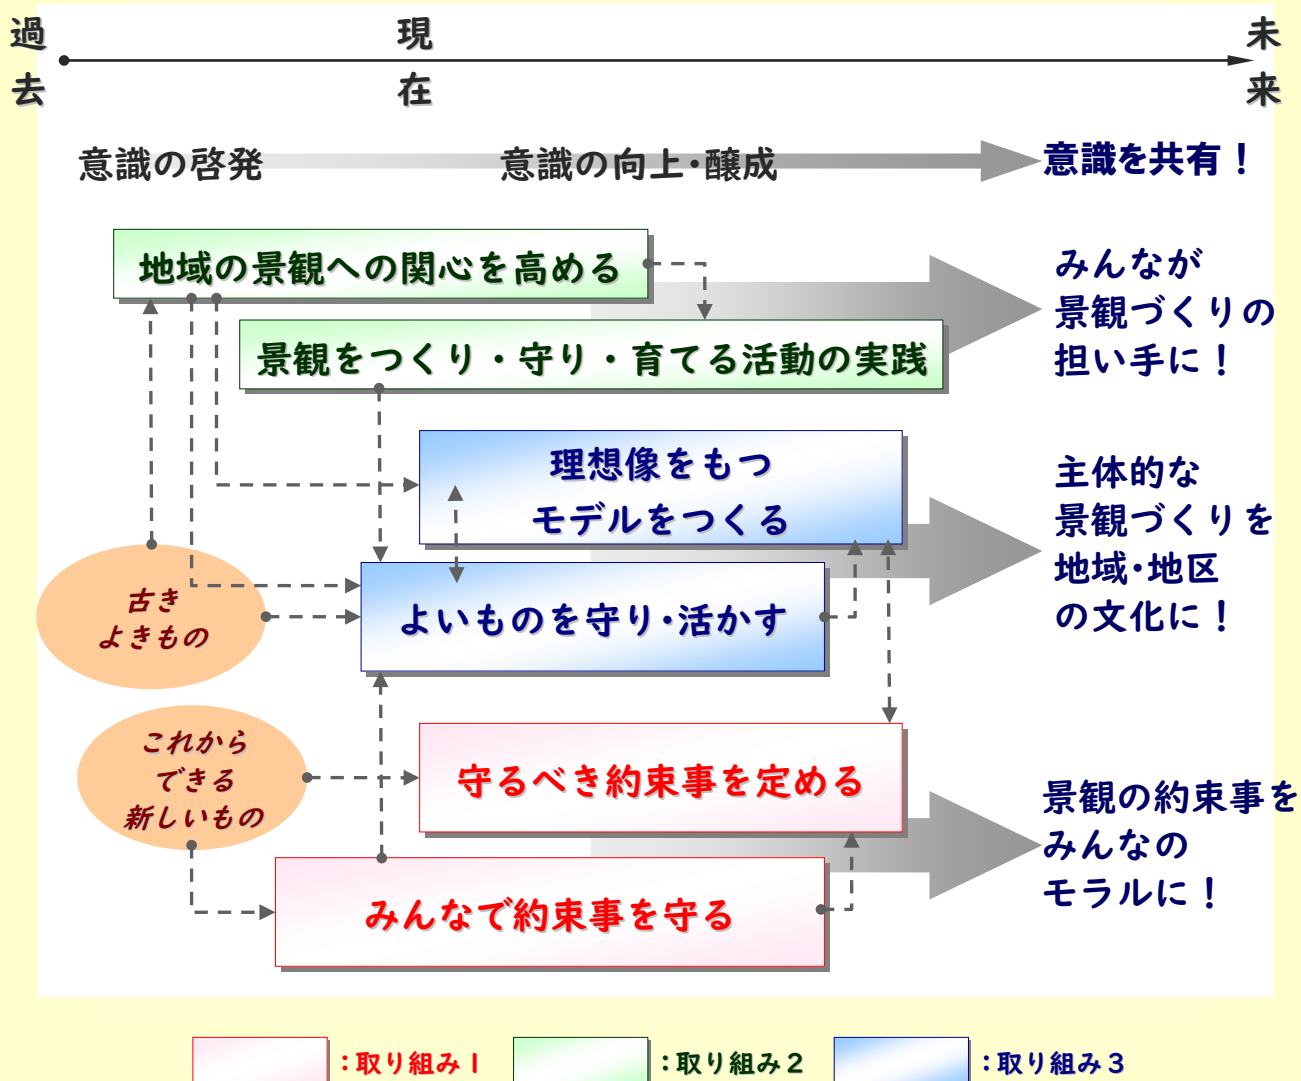 過去
現在
未来
意識の啓発
意識の向上・醸成
意識を共有！
地域の景観への関心を高める
景観をつくり・守り・育てる活動の実践
みんなが
景観づくりの
担い手に！
理想像をもつ
モデルをつくる
主体的な
景観づくりを
地域・地区
の文化に！
古き
よきもの
よいものを守り・活かす
これから
できる
新しいもの
守るべき約束事を定める
景観の約束事を
みんなの
モラルに！
みんなで約束事を守る
：取り組み１
：取り組み２
：取り組み３